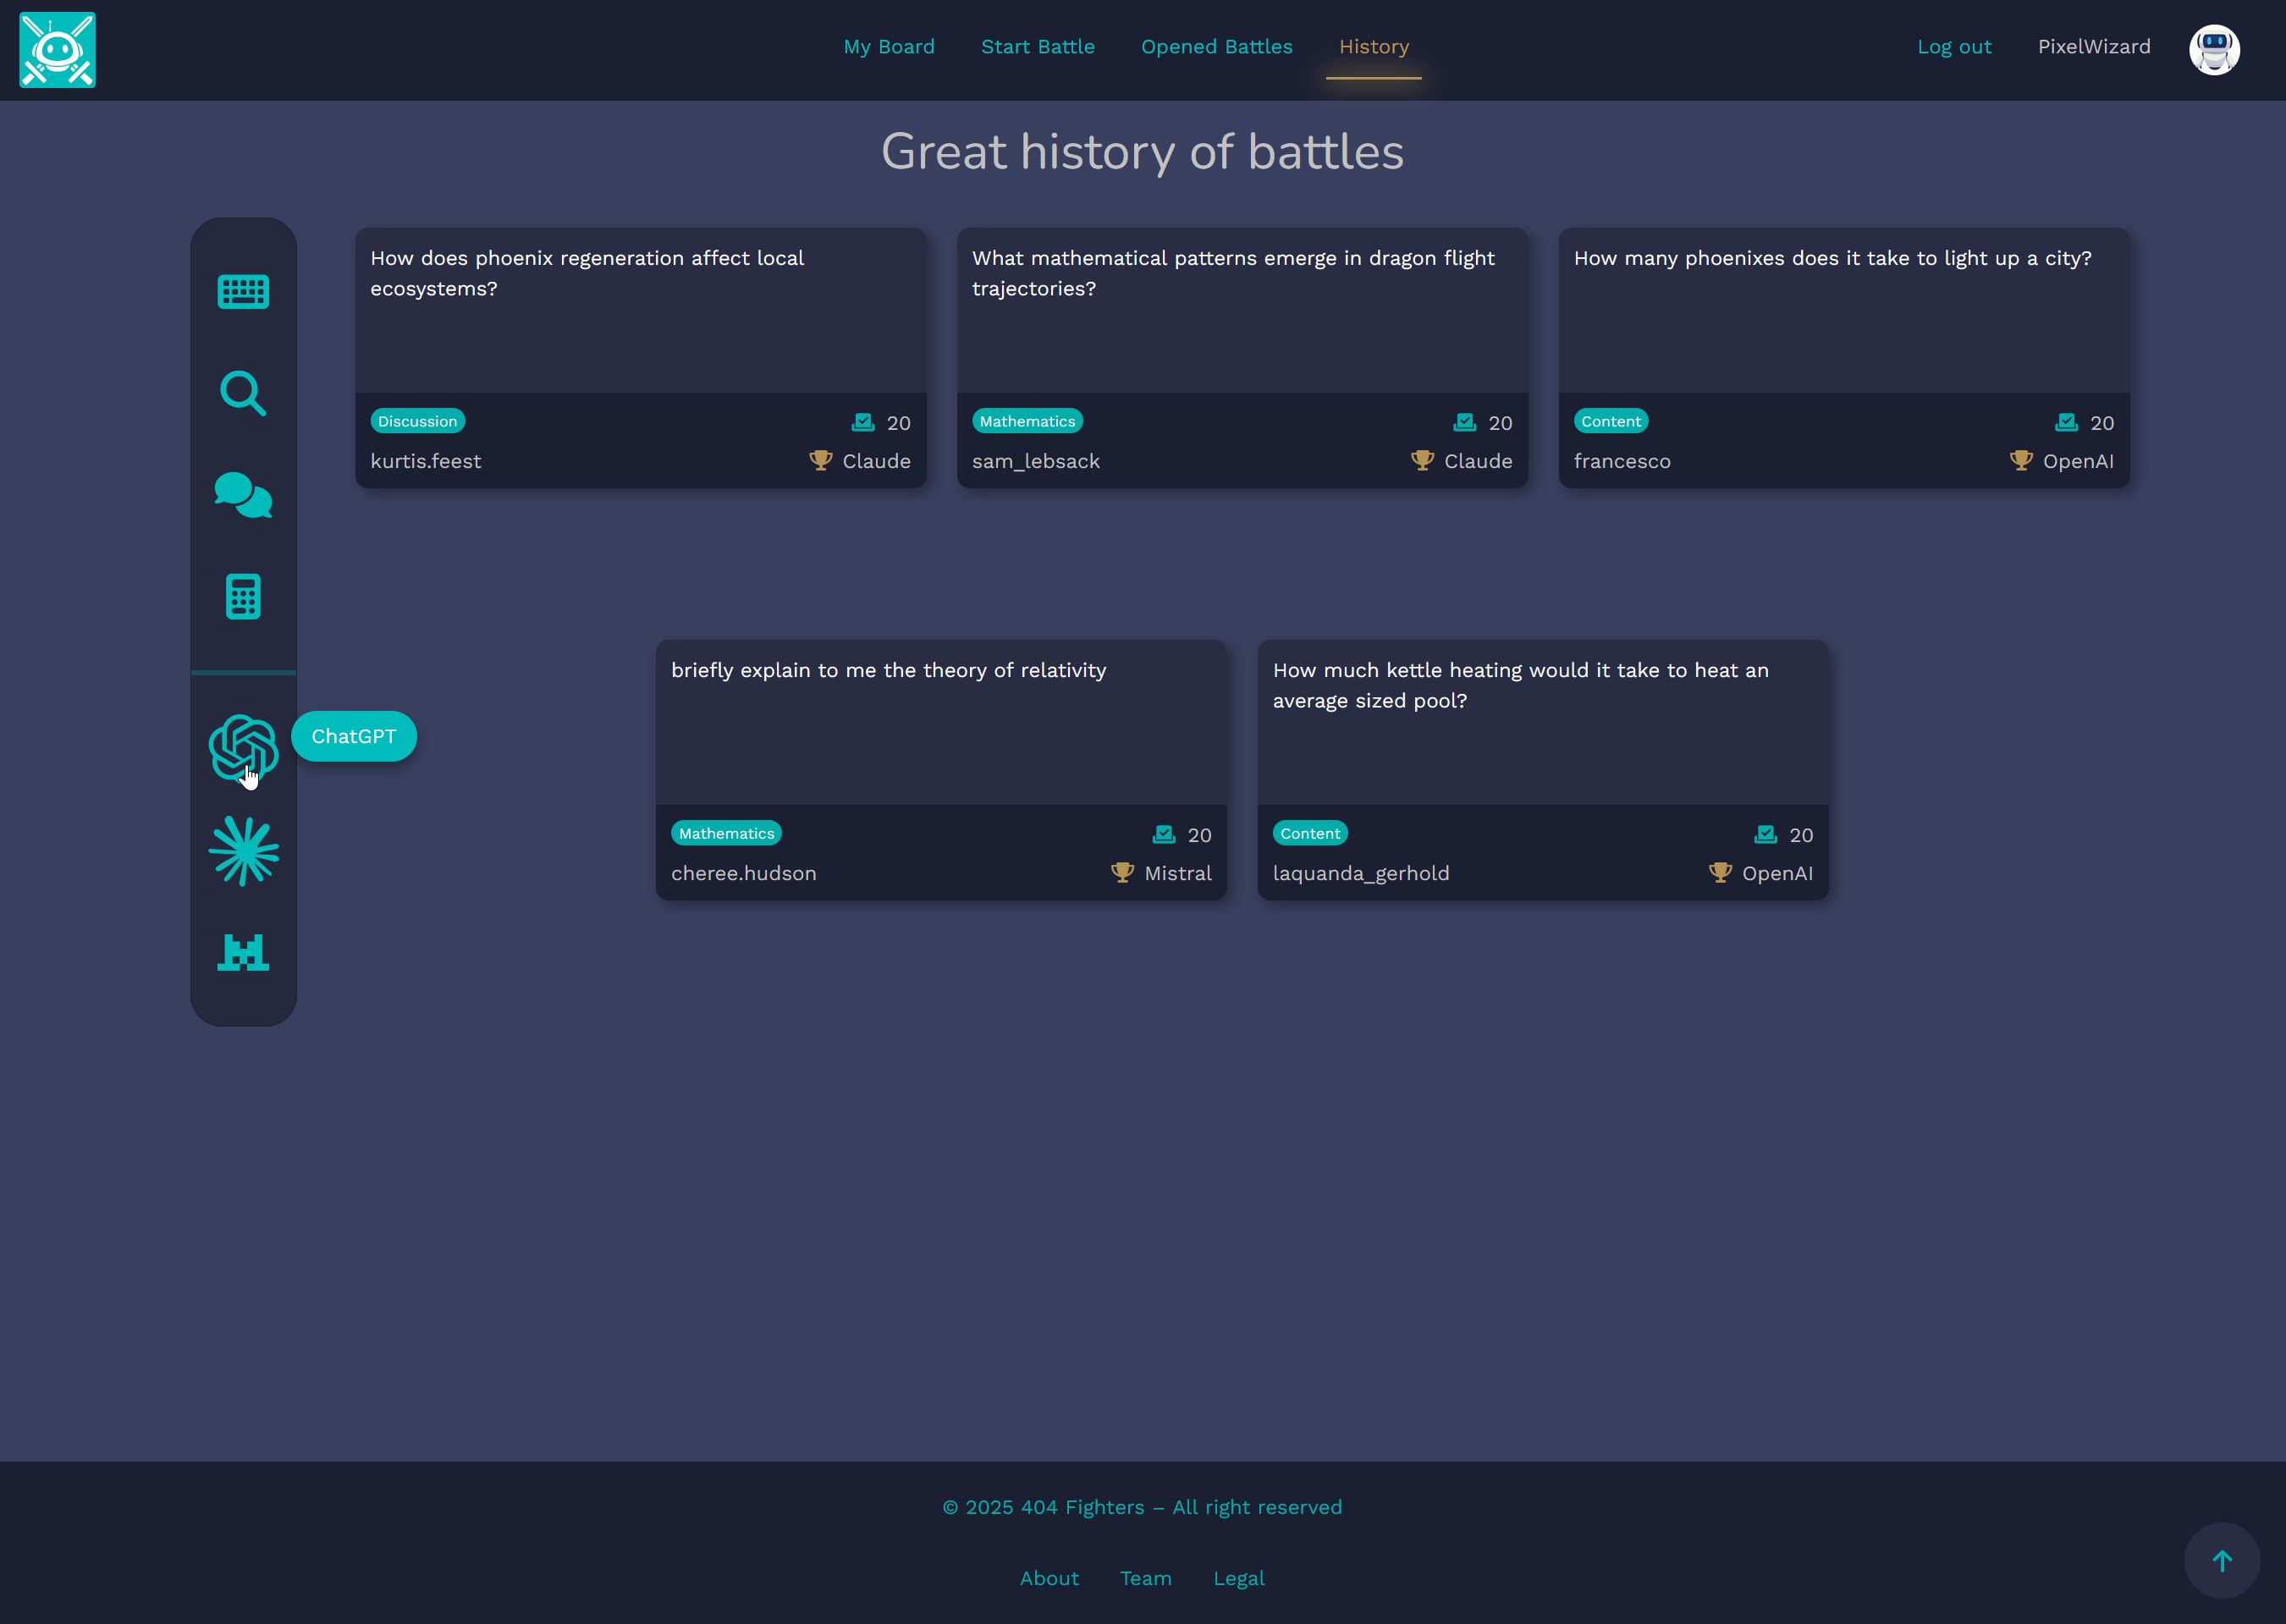 My Board
Start Battle
Opened Battles
History
Log out
PixelWizard
Great history of battles
How does phoenix regeneration affect local
ecosystems?
Discussion
20
kurtis.feest
Claude
What mathematical patterns emerge in dragon flight
trajectories?
Mathematics
20
sam_lebsack
Claude
How many phoenixes does it take to light up a city?
Content
20
francesco
OpenAI
ChatGPT
briefly explain to me the theory of relativity
Mathematics
20
cheree.hudson
Mistral
How much kettle heating would it take to heat an
average sized pool?
Content
20
laquanda_gerhold
OpenAI
© 2025 404 Fighters – All right reserved
About
Team
Legal